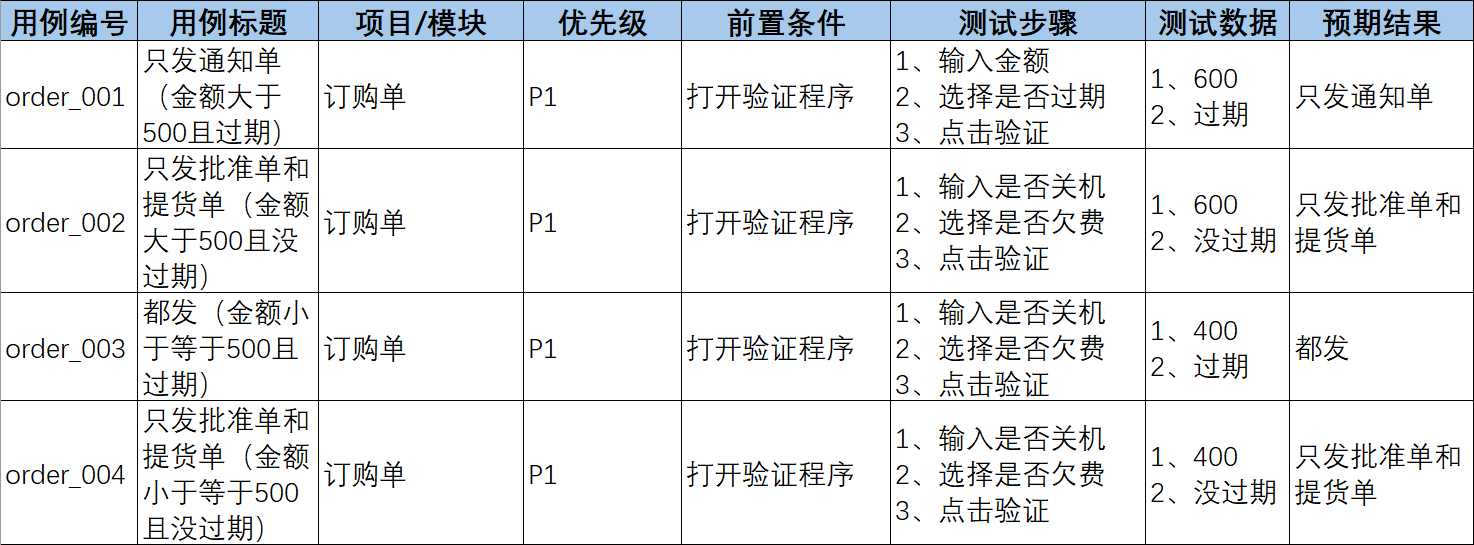 用例编号 用例标题 项目/模块 优先级 前置条件 测试步骤 测试数据 预期结果
order_001
只发通知单
（金额大于
500且过期）
订购单
P1
打开验证程序
1、输入金额
2、选择是否过期
3、点击验证
1、600
2、过期
只发通知单
order_002
只发批准单和
提货单（金额
大于500且没
过期）
订购单
P1
打开验证程序
1、输入是否关机
2、选择是否欠费
3、点击验证
1、600
2、没过期
只发批准单和
提货单
order_003
都发（金额小
于等于500且
过期）
订购单
P1
打开验证程序
1、输入是否关机
2、选择是否欠费
3、点击验证
1、400
2、过期
都发
order_004
只发批准单和
提货单（金额
小于等于500
且没过期）
订购单
P1
打开验证程序
1、输入是否关机
2、选择是否欠费
3、点击验证
1、400
2、没过期
只发批准单和
提货单